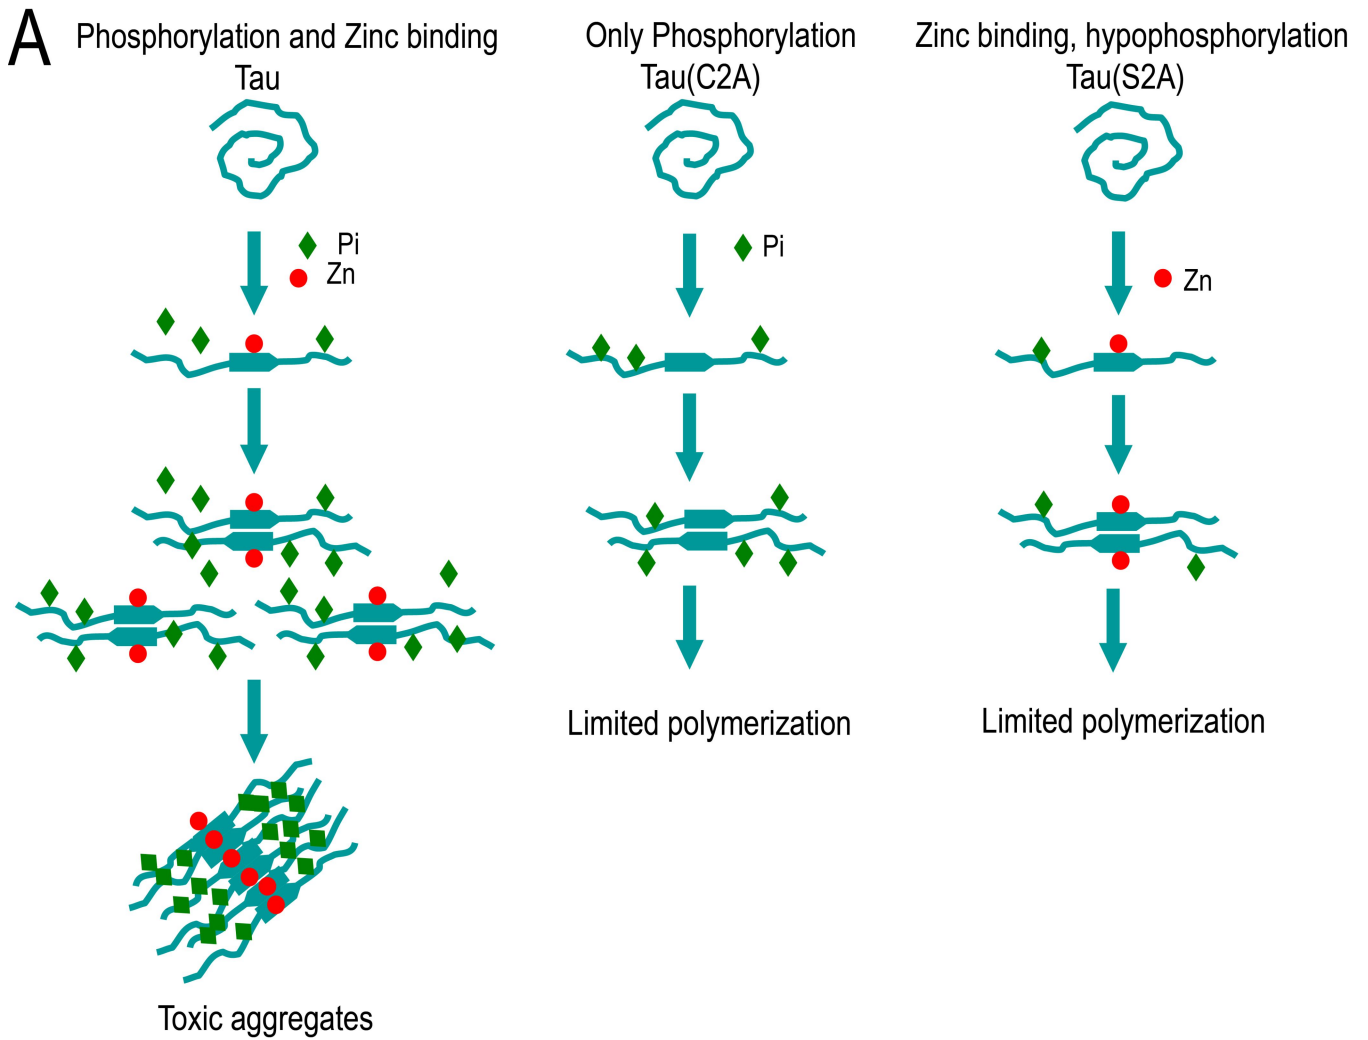 A
Phosphorylation and Zinc binding
Tau
Only Phosphorylation
Tau(C2A)
Zinc binding, hypophosphorylation
Tau(S2A)
Pi
Zn
Pi
Zn
Limited polymerization
Limited polymerization
Toxic aggregates